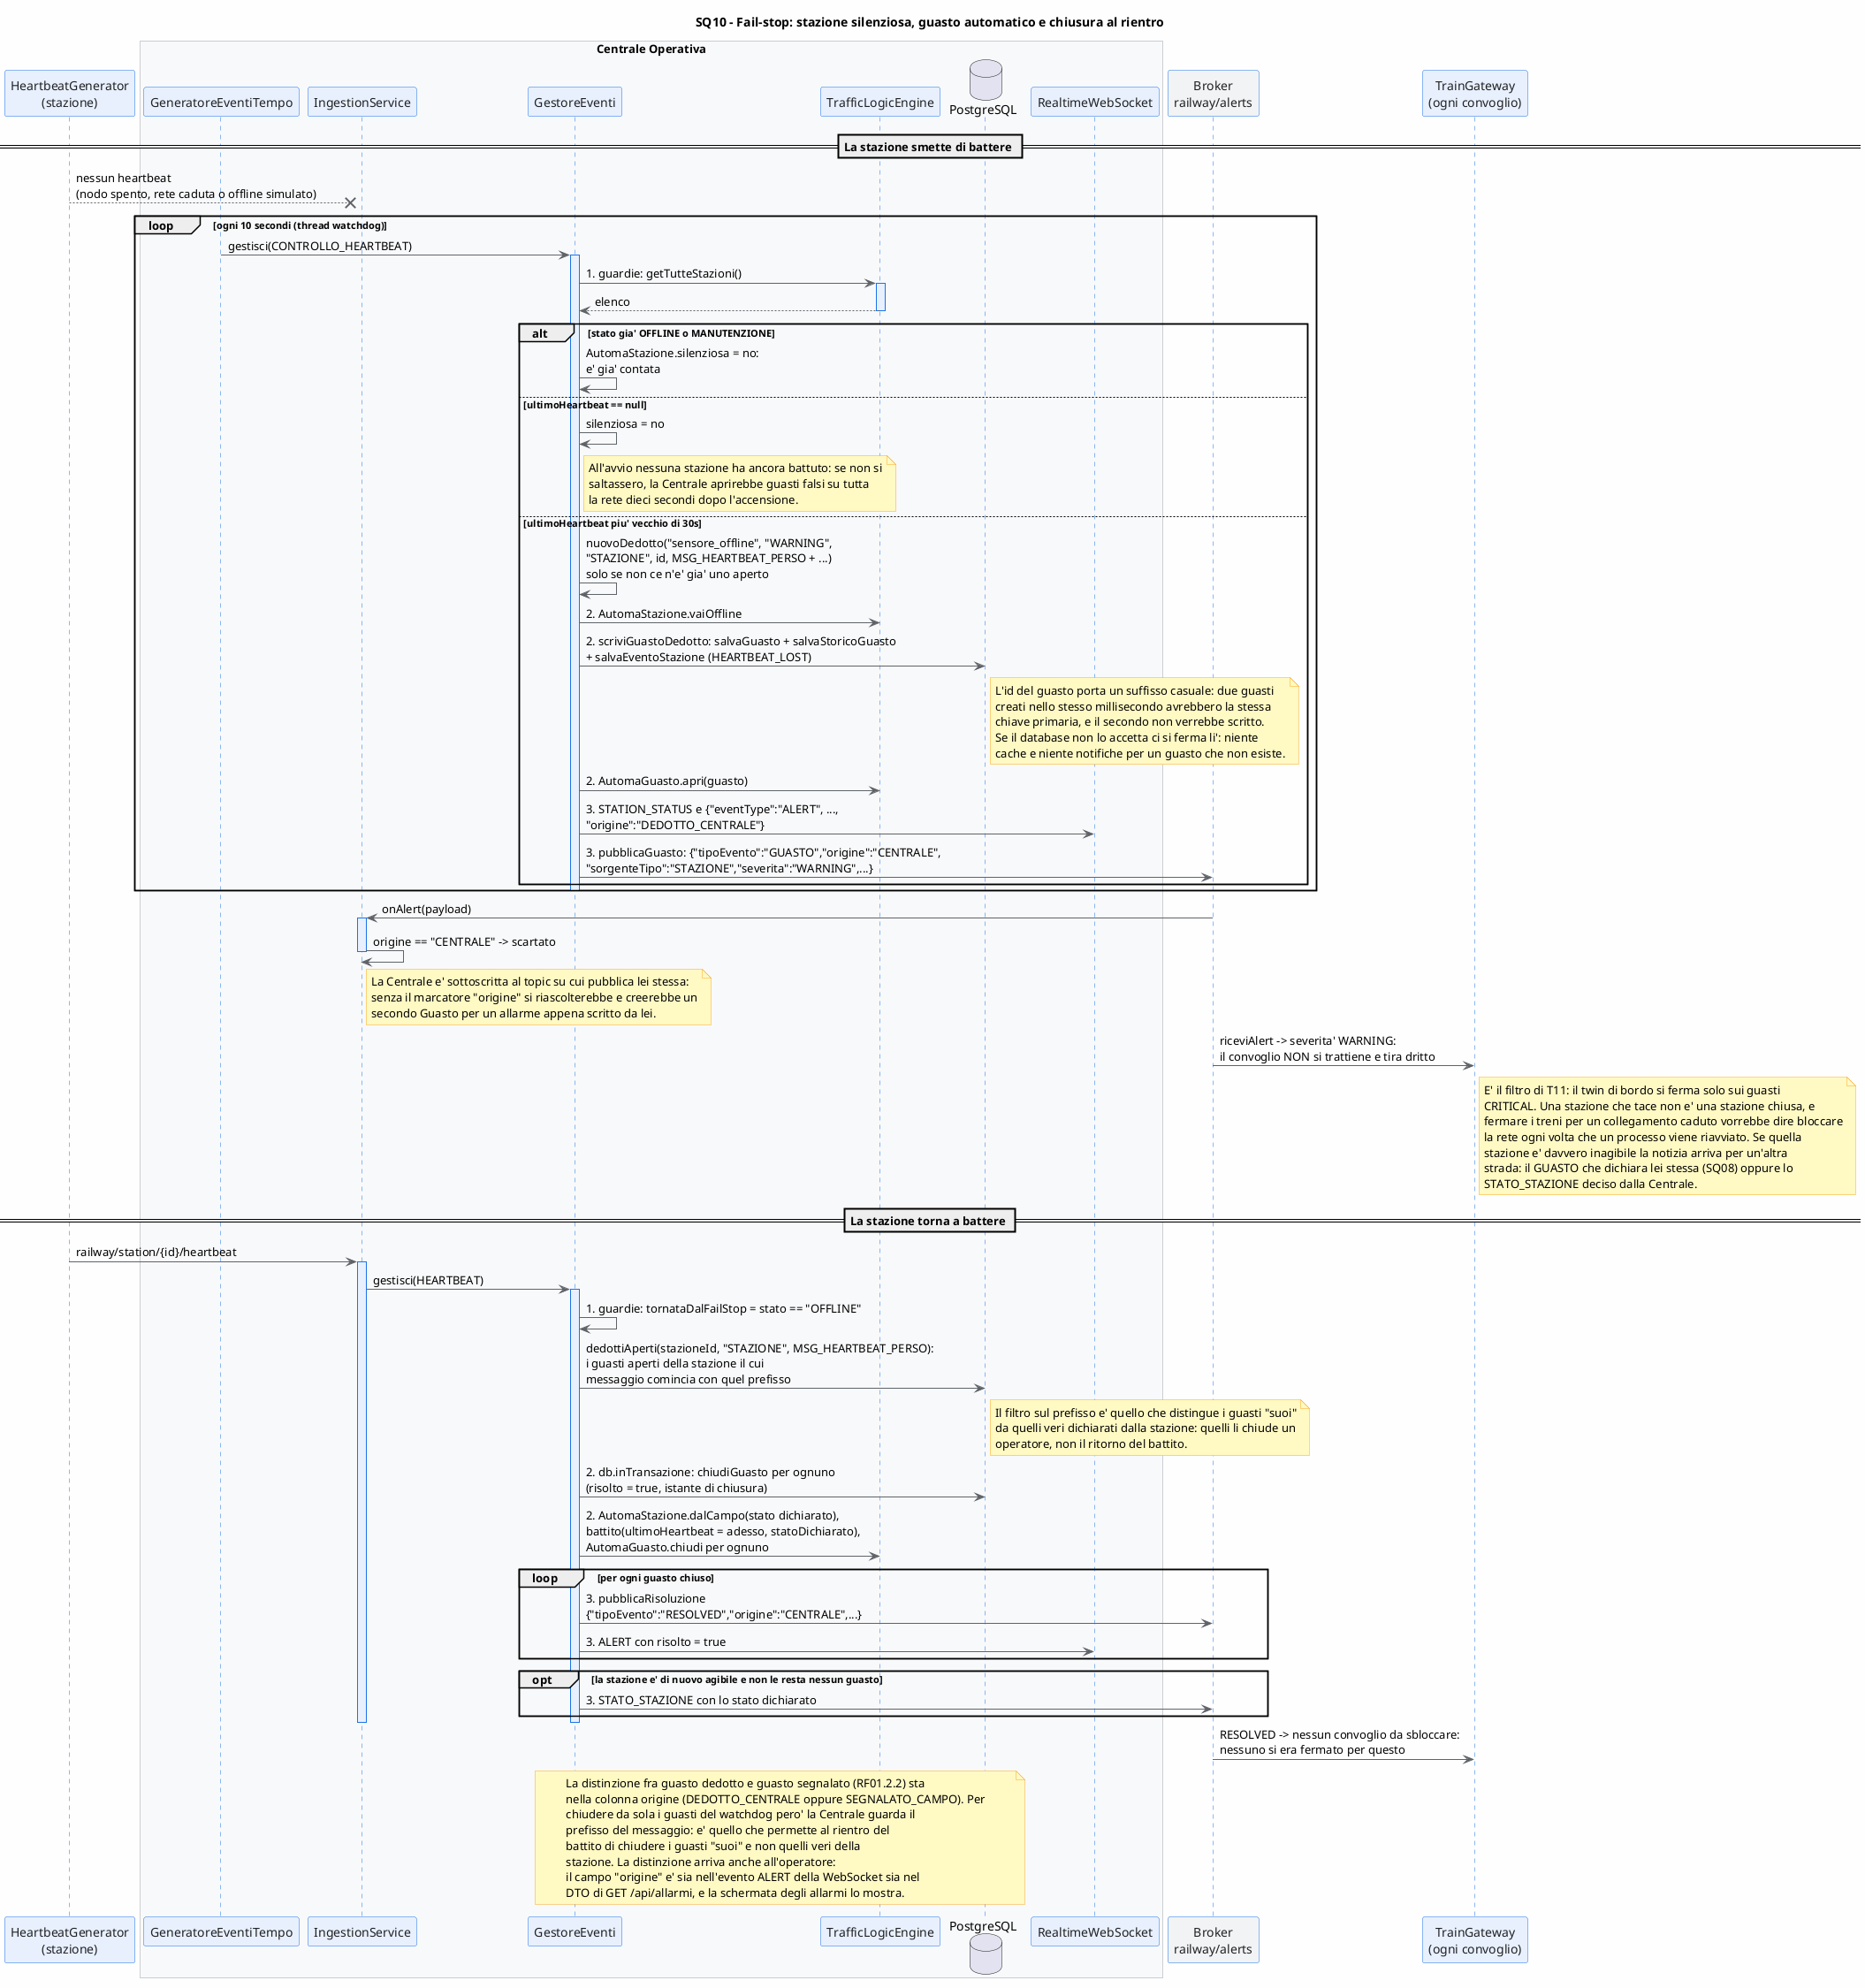 SQ10 - Fail-stop: stazione silenziosa, guasto automatico e chiusura al rientro
Centrale Operativa
HeartbeatGenerator
(stazione)
GeneratoreEventiTempo
IngestionService
GestoreEventi
TrafficLogicEngine
PostgreSQL
RealtimeWebSocket
Broker
railway/alerts
TrainGateway
(ogni convoglio)
La stazione smette di battere
nessun heartbeat
(nodo spento, rete caduta o offline simulato)
loop [ogni 10 secondi (thread watchdog)]
gestisci(CONTROLLO_HEARTBEAT)
1. guardie: getTutteStazioni()
elenco
alt [stato gia' OFFLINE o MANUTENZIONE]
AutomaStazione.silenziosa = no:
e' gia' contata
[ultimoHeartbeat == null]
silenziosa = no
All'avvio nessuna stazione ha ancora battuto: se non si
saltassero, la Centrale aprirebbe guasti falsi su tutta
la rete dieci secondi dopo l'accensione.
[ultimoHeartbeat piu' vecchio di 30s]
nuovoDedotto("sensore_offline", "WARNING",
"STAZIONE", id, MSG_HEARTBEAT_PERSO + ...)
solo se non ce n'e' gia' uno aperto
2. AutomaStazione.vaiOffline
2. scriviGuastoDedotto: salvaGuasto + salvaStoricoGuasto
+ salvaEventoStazione (HEARTBEAT_LOST)
L'id del guasto porta un suffisso casuale: due guasti
creati nello stesso millisecondo avrebbero la stessa
chiave primaria, e il secondo non verrebbe scritto.
Se il database non lo accetta ci si ferma li': niente
cache e niente notifiche per un guasto che non esiste.
2. AutomaGuasto.apri(guasto)
3. STATION_STATUS e {"eventType":"ALERT", ...,
"origine":"DEDOTTO_CENTRALE"}
3. pubblicaGuasto: {"tipoEvento":"GUASTO","origine":"CENTRALE",
"sorgenteTipo":"STAZIONE","severita":"WARNING",...}
onAlert(payload)
origine == "CENTRALE" -> scartato
La Centrale e' sottoscritta al topic su cui pubblica lei stessa:
senza il marcatore "origine" si riascolterebbe e creerebbe un
secondo Guasto per un allarme appena scritto da lei.
riceviAlert -> severita' WARNING:
il convoglio NON si trattiene e tira dritto
E' il filtro di T11: il twin di bordo si ferma solo sui guasti
CRITICAL. Una stazione che tace non e' una stazione chiusa, e
fermare i treni per un collegamento caduto vorrebbe dire bloccare
la rete ogni volta che un processo viene riavviato. Se quella
stazione e' davvero inagibile la notizia arriva per un'altra
strada: il GUASTO che dichiara lei stessa (SQ08) oppure lo
STATO_STAZIONE deciso dalla Centrale.
La stazione torna a battere
railway/station/{id}/heartbeat
gestisci(HEARTBEAT)
1. guardie: tornataDalFailStop = stato == "OFFLINE"
dedottiAperti(stazioneId, "STAZIONE", MSG_HEARTBEAT_PERSO):
i guasti aperti della stazione il cui
messaggio comincia con quel prefisso
Il filtro sul prefisso e' quello che distingue i guasti "suoi"
da quelli veri dichiarati dalla stazione: quelli li chiude un
operatore, non il ritorno del battito.
2. db.inTransazione: chiudiGuasto per ognuno
(risolto = true, istante di chiusura)
2. AutomaStazione.dalCampo(stato dichiarato),
battito(ultimoHeartbeat = adesso, statoDichiarato),
AutomaGuasto.chiudi per ognuno
loop [per ogni guasto chiuso]
3. pubblicaRisoluzione
{"tipoEvento":"RESOLVED","origine":"CENTRALE",...}
3. ALERT con risolto = true
opt [la stazione e' di nuovo agibile e non le resta nessun guasto]
3. STATO_STAZIONE con lo stato dichiarato
RESOLVED -> nessun convoglio da sbloccare:
nessuno si era fermato per questo
La distinzione fra guasto dedotto e guasto segnalato (RF01.2.2) sta
nella colonna origine (DEDOTTO_CENTRALE oppure SEGNALATO_CAMPO). Per
chiudere da sola i guasti del watchdog pero' la Centrale guarda il
prefisso del messaggio: e' quello che permette al rientro del
battito di chiudere i guasti "suoi" e non quelli veri della
stazione. La distinzione arriva anche all'operatore:
il campo "origine" e' sia nell'evento ALERT della WebSocket sia nel
DTO di GET /api/allarmi, e la schermata degli allarmi lo mostra.
HeartbeatGenerator
(stazione)
GeneratoreEventiTempo
IngestionService
GestoreEventi
TrafficLogicEngine
PostgreSQL
RealtimeWebSocket
Broker
railway/alerts
TrainGateway
(ogni convoglio)